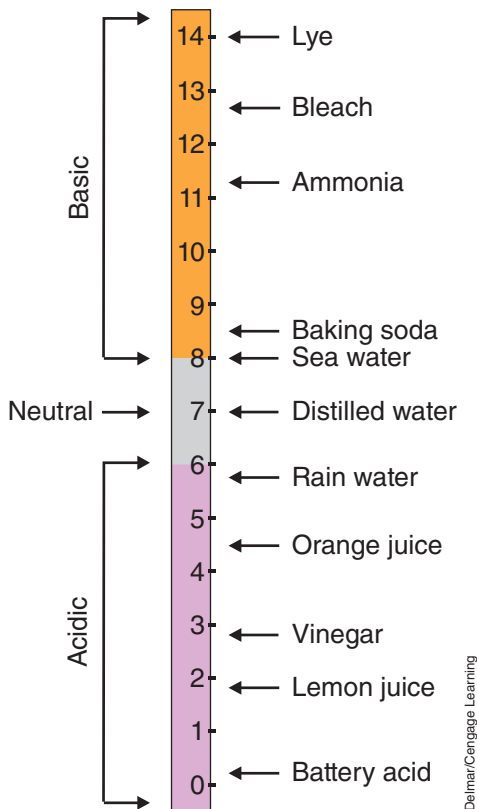 14
Lye
13
Bleach
12
Ammonia
11
Basic
10
9
Baking soda
8
Sea water
Neutral
7
Distilled water
6
Rain water
5
Orange juice
4
Acidic
3
Vinegar
2
Lemon juice
1
0
Battery acid
Delmar/Cengage Learning